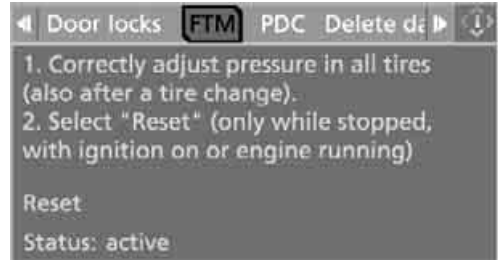 Door locks FTM PDC Delete da
1. Correctly adjust pressure in all tires
(also after a tire change).
2. Select "Reset" (only while stopped,
with ignition on or engine running)
Reset
Status: active